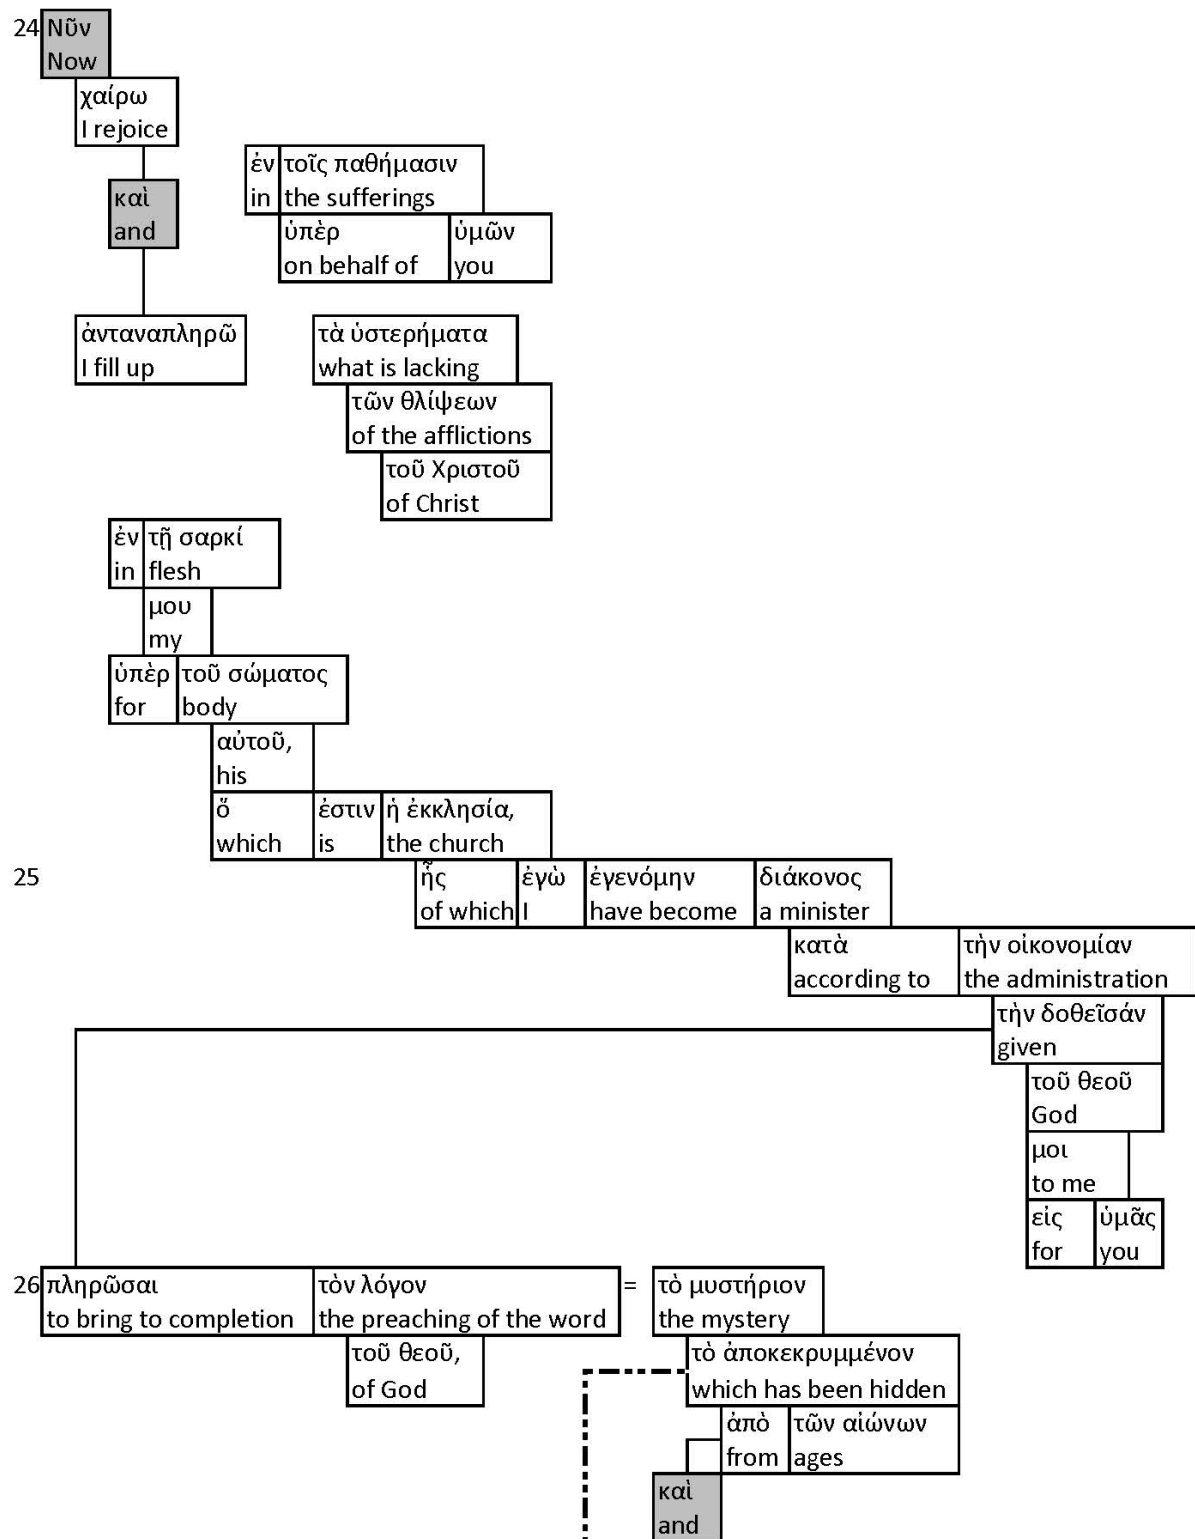 24 Νῦν
Now
χαίρω
I rejoice
ἐν τοῖς παθήμασιν
in the sufferings
καὶ
and
ὑπὲρ ὑμῶν
on behalf of you
ἀνταναπληρῶ τὰ ὑστερήματα
I fill up what is lacking
τῶν θλίψεων
of the afflictions
τοῦ Χριστοῦ
of Christ
ἐν τῇ σαρκί
in flesh
μου
my
ὑπὲρ τοῦ σώματος
for body
αὐτοῦ,
his
ὅ ἐστιν ἡ ἐκκλησία,
which is the church
25 ἧς ἐγὼ ἐγενόμην διάκονος
of which I have become a minister
κατὰ τὴν οἰκονομίαν
according to the administration
τὴν δοθεῖσάν
given
τοῦ θεοῦ
God
μοι
to me
εἰς ὑμᾶς
for you
26 πληρῶσαι τὸν λόγον = τὸ μυστήριον
to bring to completion the preaching of the word the mystery
τοῦ θεοῦ, τὸ ἀποκεκρυμμένον
of God which has been hidden
ἀπὸ τῶν αἰώνων
from ages
καὶ
and